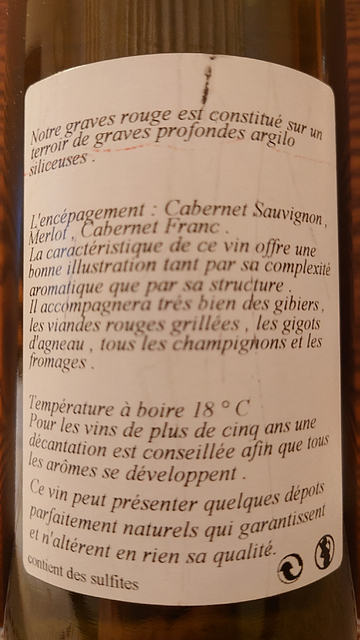 Notre graves rouge est constitué sur un
terroir de graves profondes argilo
siliceuses .
L'encépagement : Cabernet Sauvignon ,
Merlot , Cabernet Franc .
La caractéristique de ce vin offre une
bonne illustration tant par sa complexité
aromatique que par sa structure .
Il accompagnera trés bien des gibiers ,
les viandes rouges grillées , les gigots
d'agneau , tous les champignons et les
fromages .
Température à boire 18 ° C
Pour les vins de plus de cinq ans une
décantation est conseillée afin que tous
les arômes se développent .
Ce vin peut présenter quelques dépots
parfaitement naturels qui garantissent
et n'altérent en rien sa qualité.
contient des sulfites